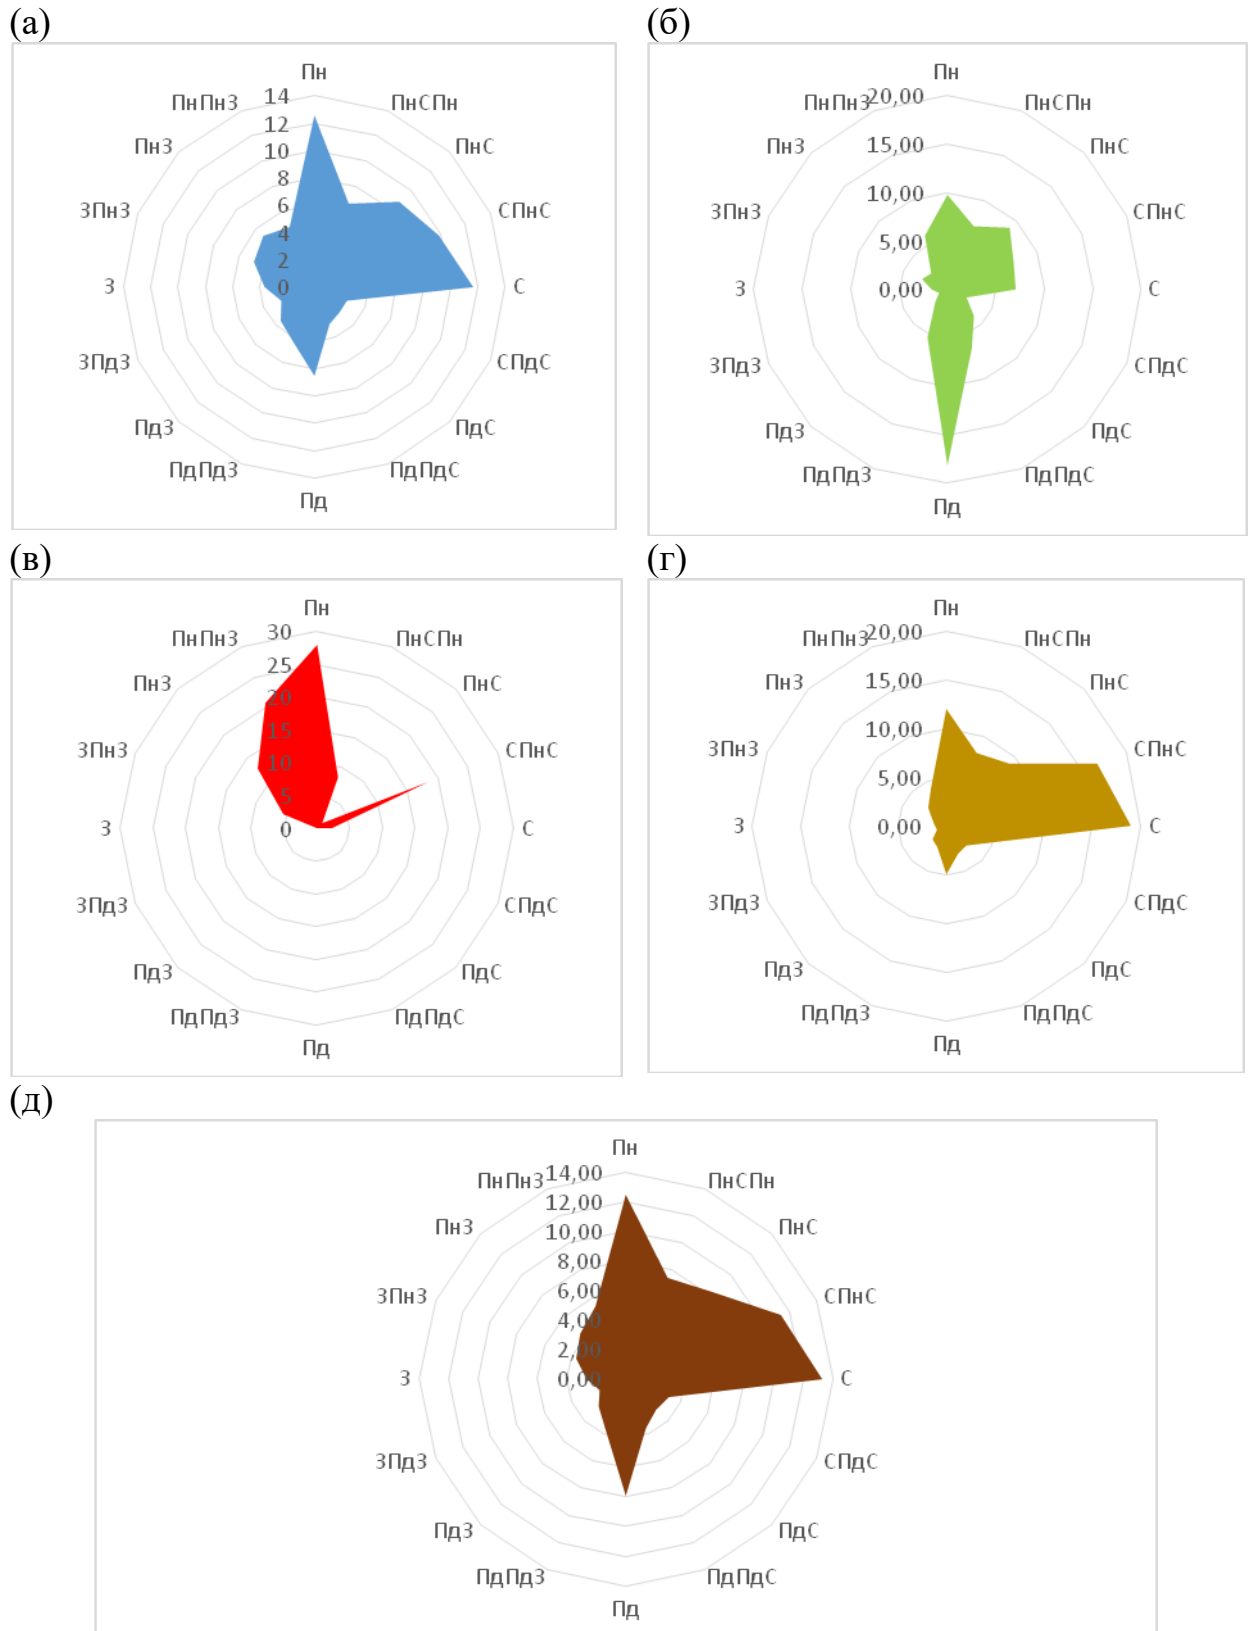 (а)
Пн
ПнСПн
ПнС
СПнС
С
СПдС
ПдС
ПдПдС
Пд
ПдПдЗ
ПдЗ
ЗПдЗ
З
ЗПнЗ
ПнЗ
ПнПнЗ
14
12
10
8
6
4
2
0
(б)
Пн
ПнСПн
ПнС
СПнС
С
СПдС
ПдС
ПдПдС
Пд
ПдПдЗ
ПдЗ
ЗПдЗ
З
ЗПнЗ
ПнЗ
ПнПнЗ
20,00
15,00
10,00
5,00
0,00
(в)
Пн
ПнСПн
ПнС
СПнС
С
СПдС
ПдС
ПдПдС
Пд
ПдПдЗ
ПдЗ
ЗПдЗ
З
ЗПнЗ
ПнЗ
ПнПнЗ
30
25
20
15
10
5
0
(г)
Пн
ПнСПн
ПнС
СПнС
С
СПдС
ПдС
ПдПдС
Пд
ПдПдЗ
ПдЗ
ЗПдЗ
З
ЗПнЗ
ПнЗ
ПнПнЗ
20,00
15,00
10,00
5,00
0,00
(д)
Пн
ПнСПн
ПнС
СПнС
С
СПдС
ПдС
ПдПдС
Пд
ПдПдЗ
ПдЗ
ЗПдЗ
З
ЗПнЗ
ПнЗ
ПнПнЗ
14,00
12,00
10,00
8,00
6,00
4,00
2,00
0,00